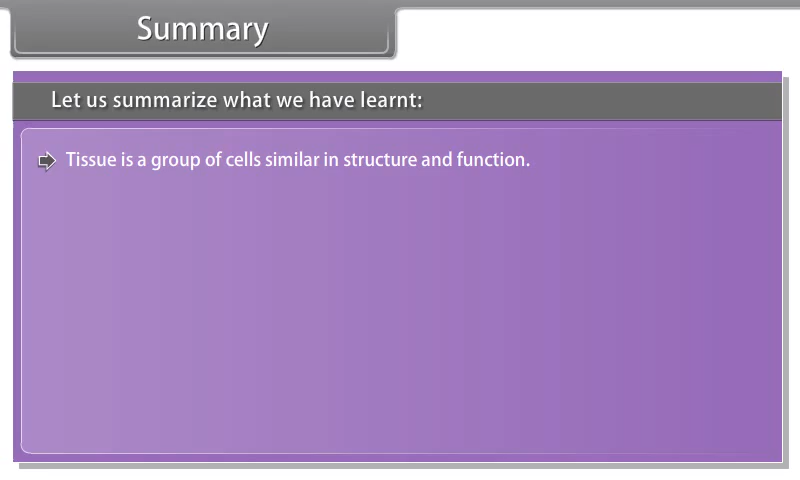 Summary
Let us summarize what we have learnt:
Tissue is a group of cells similar in structure and function.